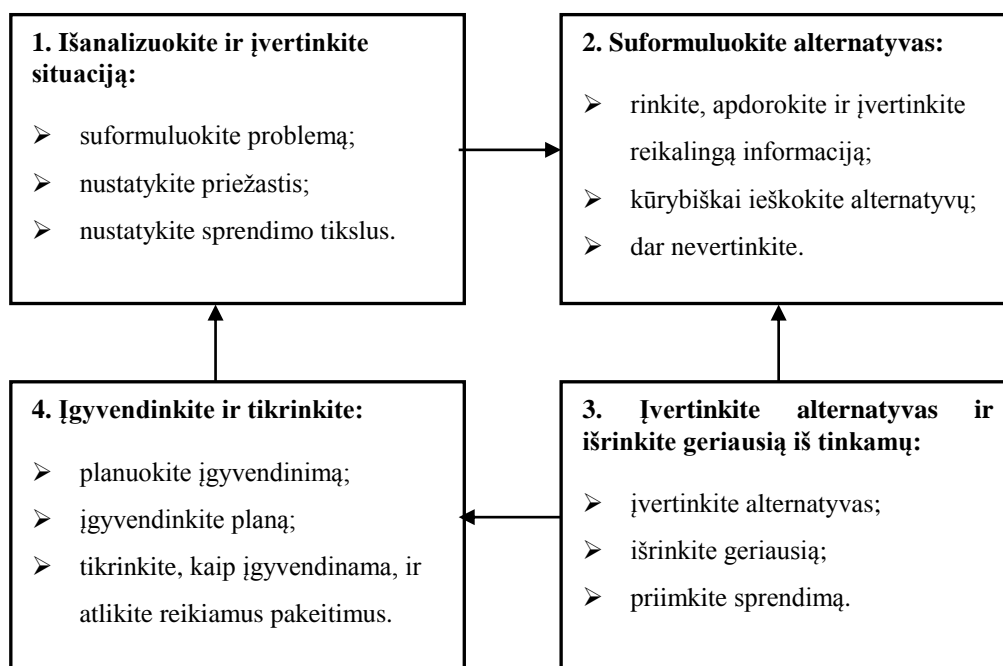 1. Išanalizuokite ir įvertinkite
situaciją:
➢ suformuluokite problemą;
➢ nustatykite priežastis;
➢ nustatykite sprendimo tikslus.
2. Suformuluokite alternatyvas:
➢ rinkite, apdorokite ir įvertinkite
reikalingą informaciją;
➢ kūrybiškai ieškokite alternatyvų;
➢ dar nevertinkite.
4. Įgyvendinkite ir tikrinkite:
➢ planuokite įgyvendinimą;
➢ įgyvendinkite planą;
➢ tikrinkite, kaip įgyvendinama, ir
atlikite reikiamus pakeitimus.
3. Įvertinkite alternatyvas ir
išrinkite geriausią iš tinkamų:
➢ įvertinkite alternatyvas;
➢ išrinkite geriausią;
➢ priimkite sprendimą.